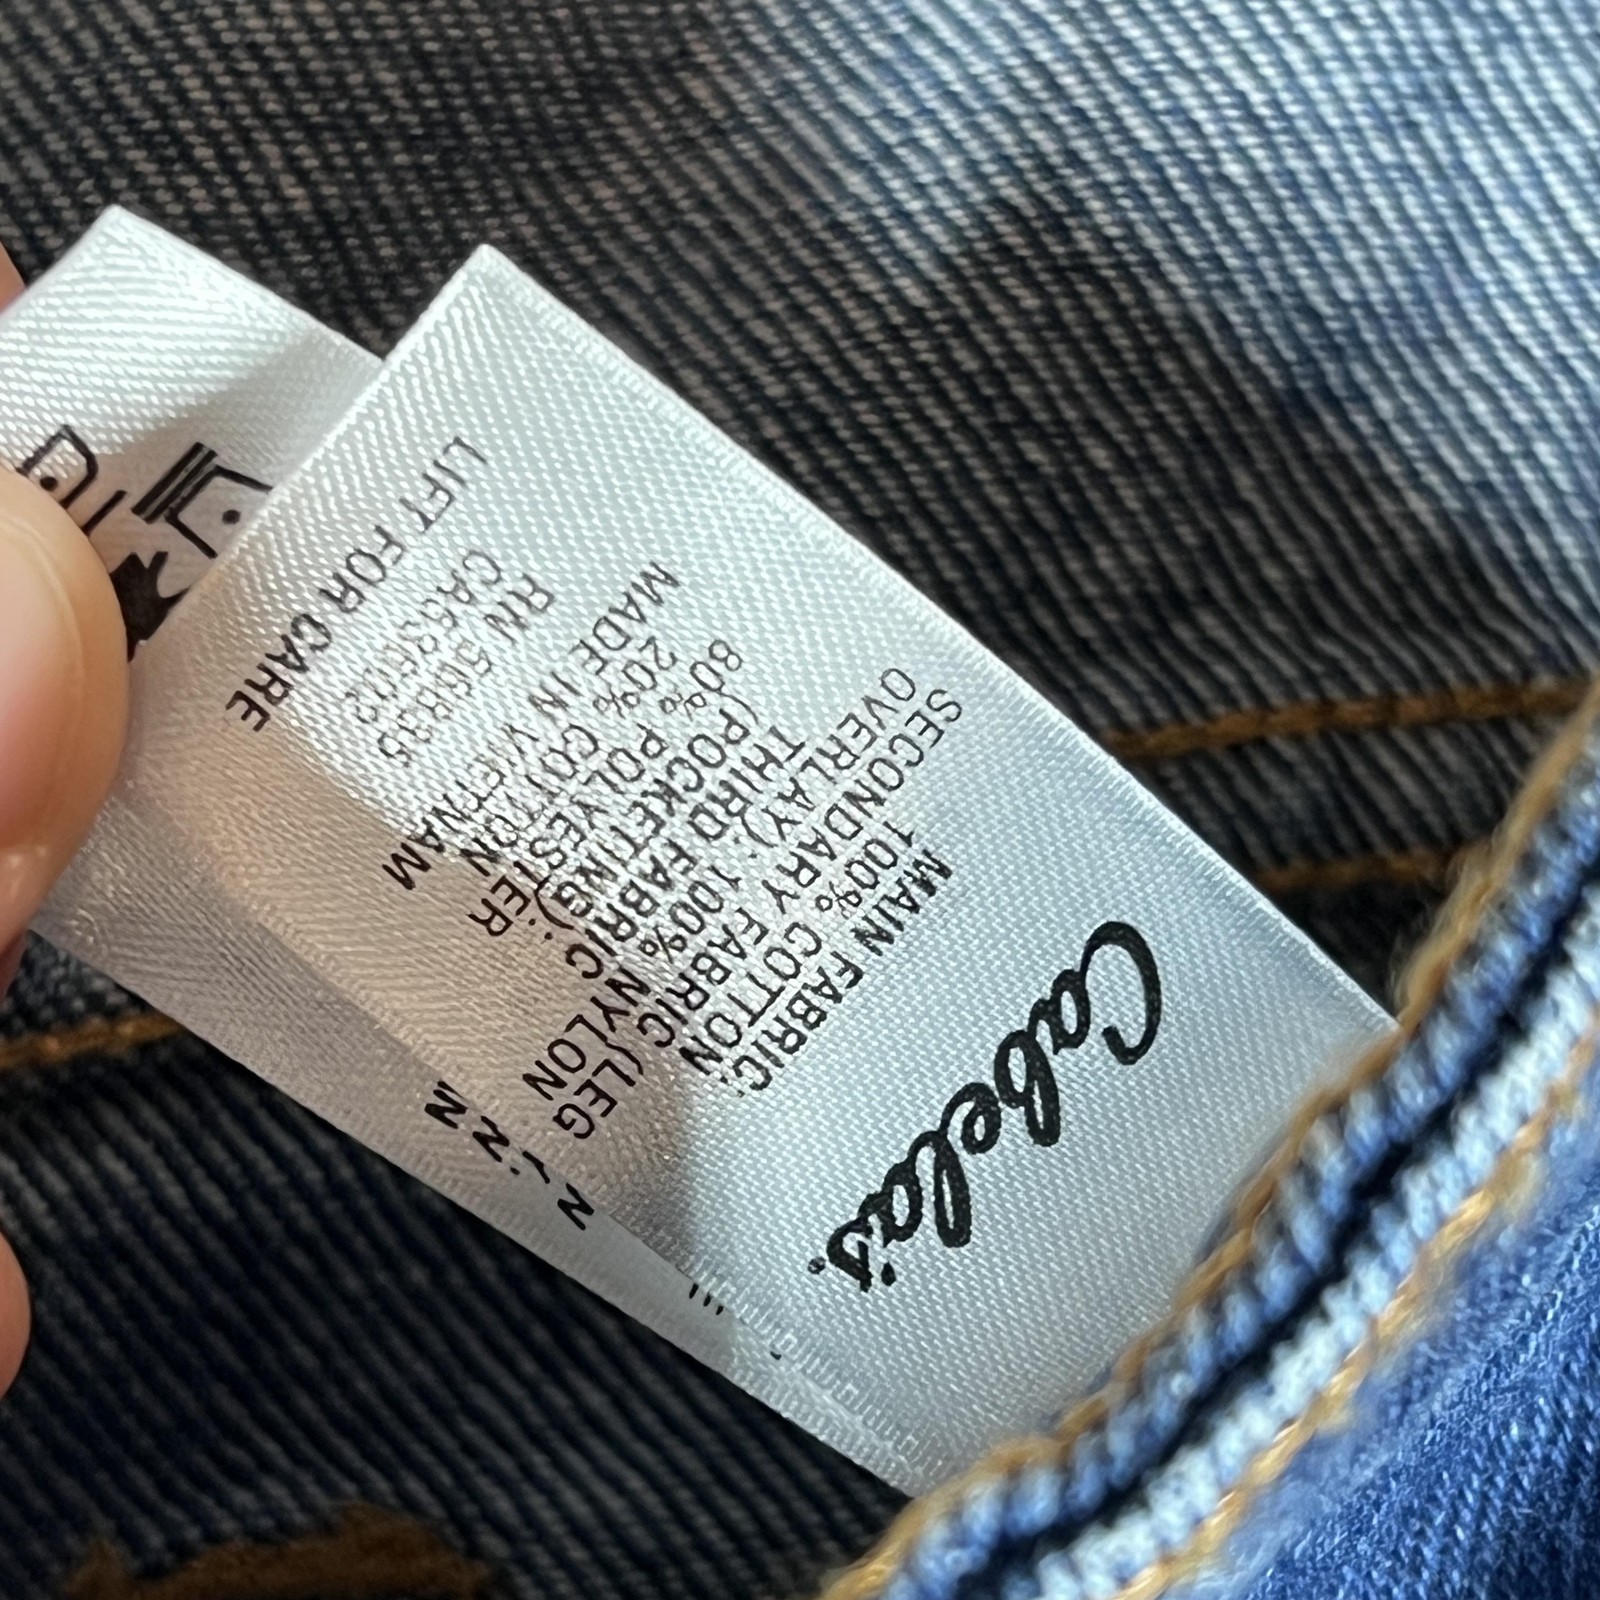 Cabela's.
MAIN FABRIC:
100% COTTON
SECONDARY FABRIC (LEG
OVERLAY): 100% NYLON
THIRD FABRIC
(POCKETING):
80% POLYESTER
20% COTTON
MADE IN VIETNAM
RN 56835
LIFT FOR CARE